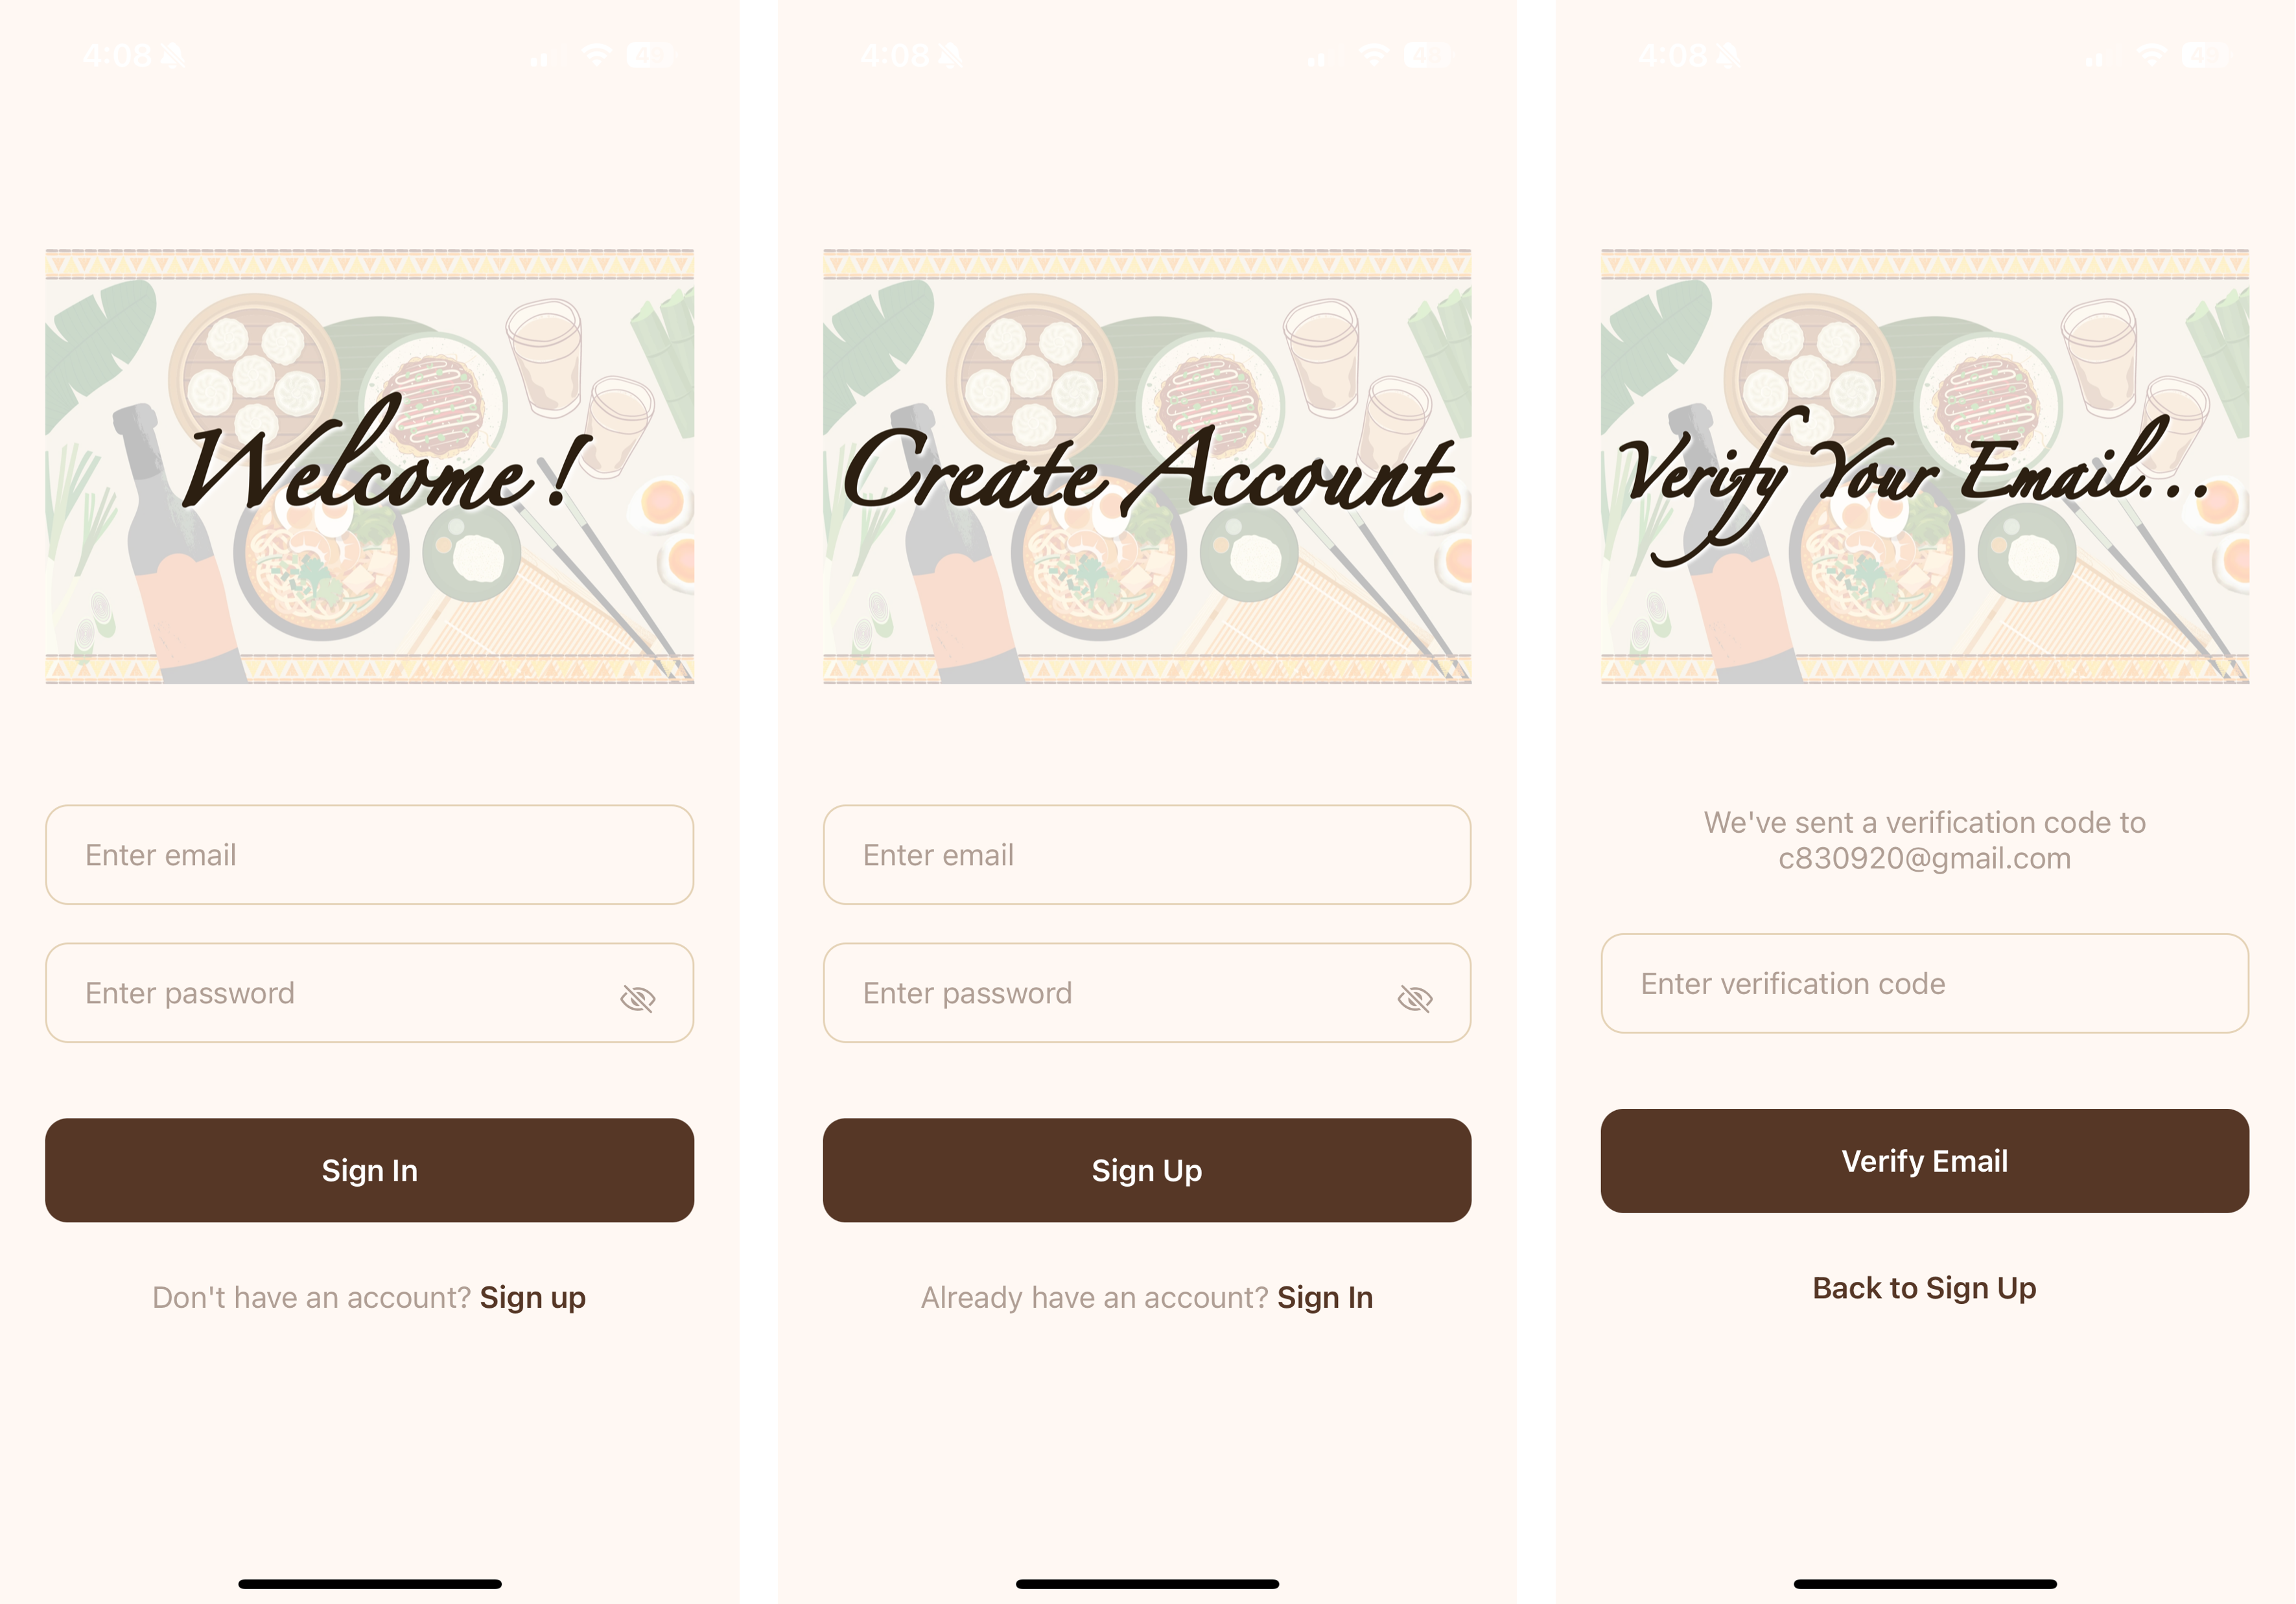 4:08
Welcome!
Enter email
Enter password
Sign In
Don't have an account? Sign up
4:08
Create Account
Enter email
Enter password
Sign Up
Already have an account? Sign In
4:08
Verify Your Email...
We've sent a verification code to
c830920@gmail.com
Enter verification code
Verify Email
Back to Sign Up